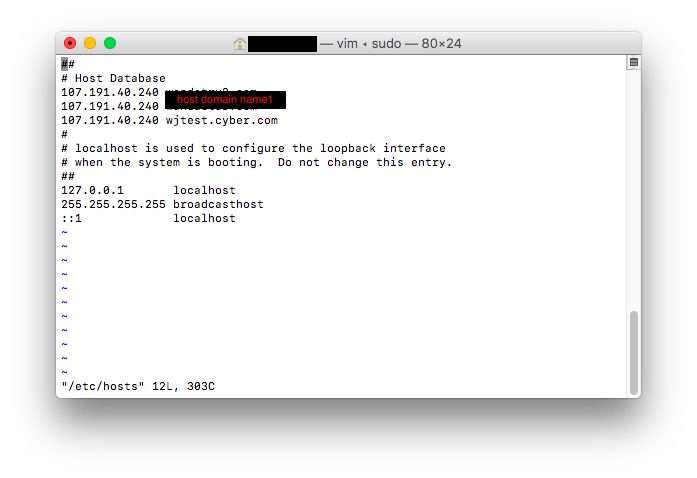 — vim ◂ sudo — 80×24
##
# Host Database
107.191.40.240
host domain name1
107.191.40.240
107.191.40.240 wjtest.cyber.com
#
# localhost is used to configure the loopback interface
# when the system is booting.  Do not change this entry.
##
127.0.0.1       localhost
255.255.255.255 broadcasthost
::1             localhost
~
~
~
~
~
~
~
~
~
~
~
"/etc/hosts" 12L, 303C